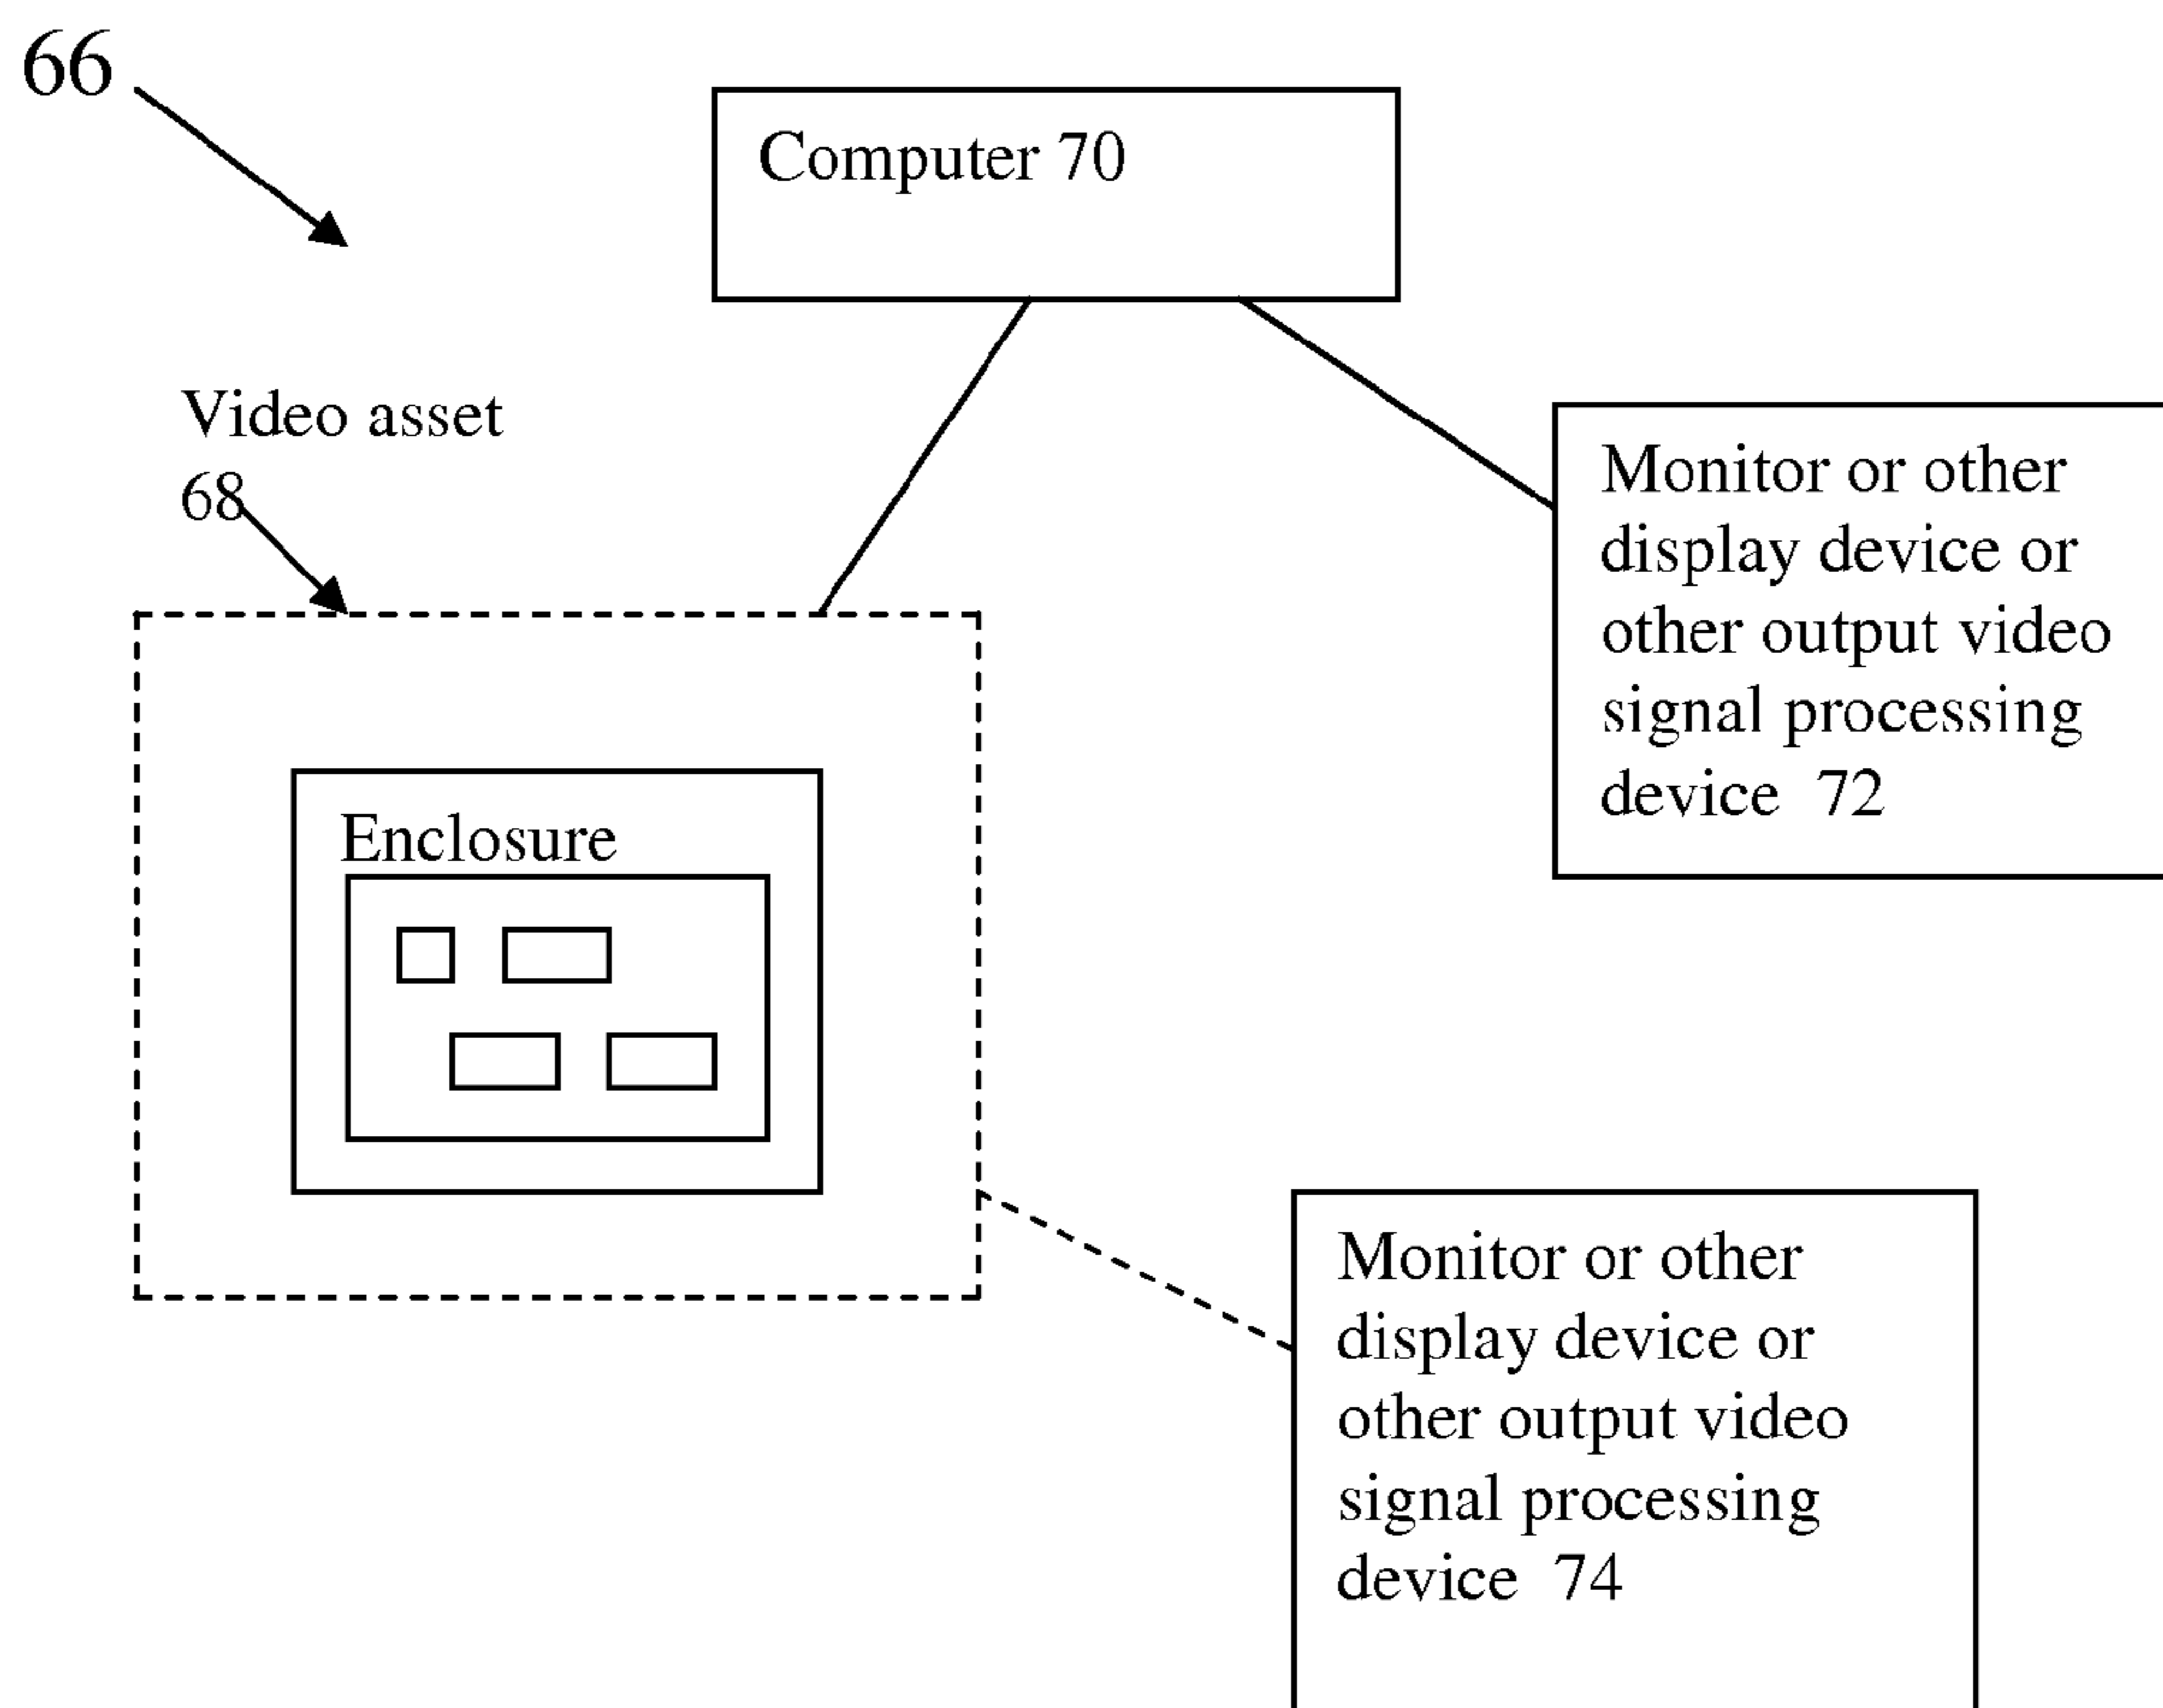 66
Computer 70
Video asset
68
Monitor or other
display device or
other output video
signal processing
device 72
Enclosure
Monitor or other
display device or
other output video
signal processing
device 74